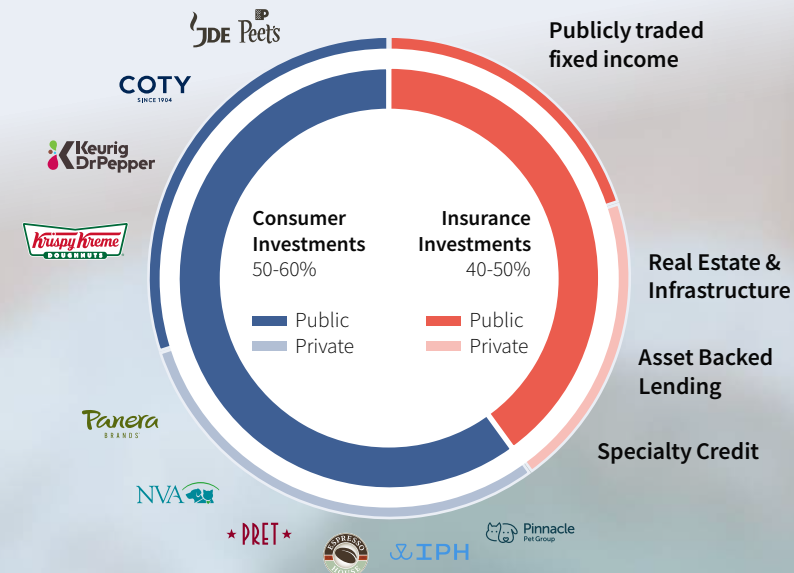 JDE Peet's
COTY
SINCE 1904
Keurig
DrPepper
Krispy Kreme
DOUGHNUTS
Panera
BRANDS
NVA
PRET
ESPRESSO
HOUSE
IPH
Pinnacle
Pet Group
Consumer
Investments
50-60%
Public
Private
Insurance
Investments
40-50%
Public
Private
Publicly traded
fixed income
Real Estate &
Infrastructure
Asset Backed
Lending
Specialty Credit